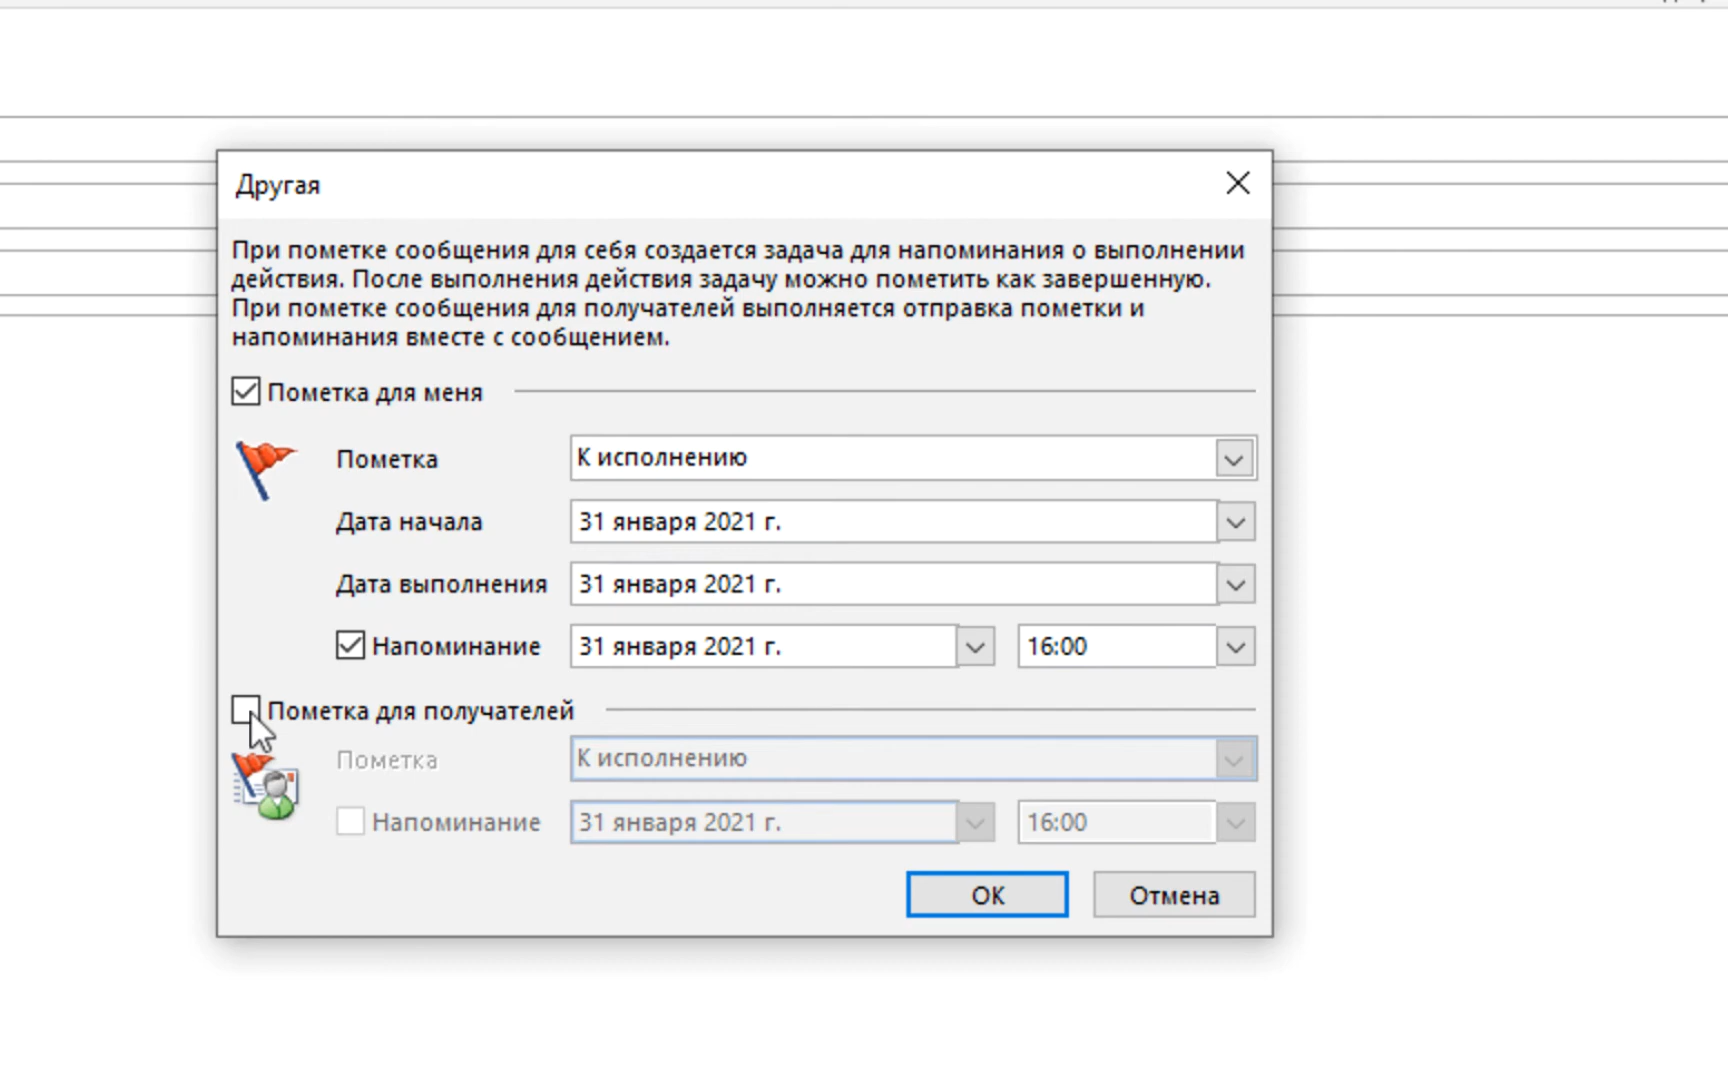 Другая
При пометке сообщения для себя создается задача для напоминания о выполнении
действия. После выполнения действия задачу можно пометить как завершенную.
При пометке сообщения для получателей выполняется отправка пометки и
напоминания вместе с сообщением.
Пометка для меня
Пометка К исполнению
Дата начала 31 января 2021 г.
Дата выполнения 31 января 2021 г.
Напоминание 31 января 2021 г. 16:00
Пометка для получателей
Пометка К исполнению
Напоминание 31 января 2021 г. 16:00
ОК Отмена